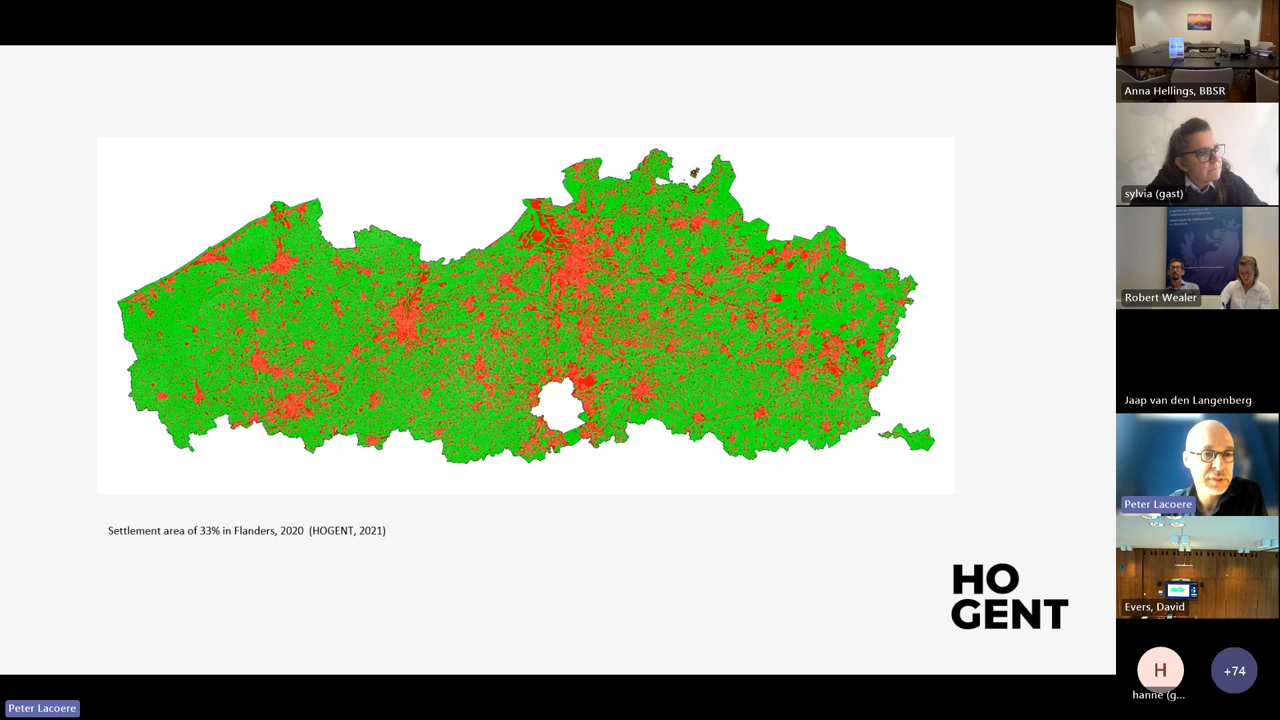 Settlement area of 33% in Flanders, 2020 (HOGENT, 2021)
HO
GENT
Peter Lacoere
Anna Hellings, BBSR
sylvia (gast)
Robert Wealer
Jaap van den Langenberg
Peter Lacoere
Evers, David
H
hanne (g...
+74